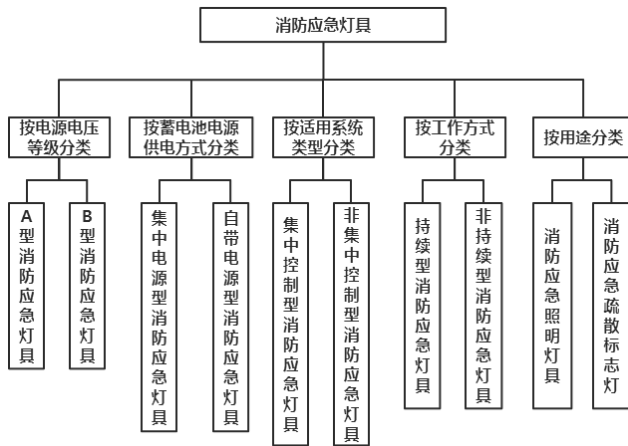 消防应急灯具
按电源电压
等级分类
按蓄电池电源
供电方式分类
按适用系统
类型分类
按工作方式
分类
按用途分类
A型消防应急灯具
B型消防应急灯具
集中电源型消防应急灯具
自带电源型消防应急灯具
集中控制型消防应急灯具
非集中控制型消防应急灯具
持续型消防应急灯具
非持续型消防应急灯具
消防应急照明灯具
消防应急疏散标志灯